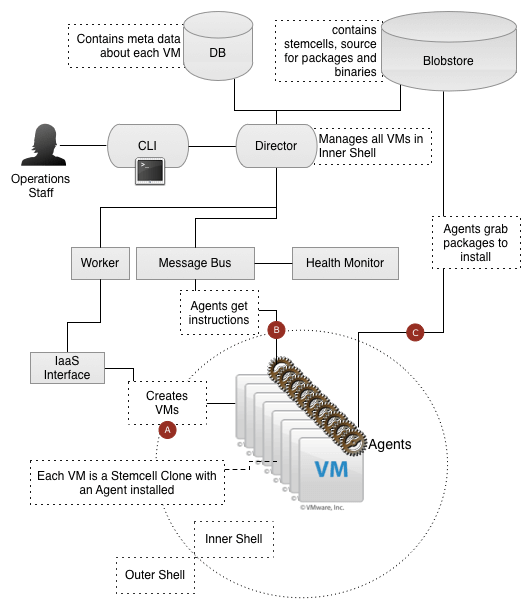 Contains meta data
about each VM
DB
contains
stemcells, source
for packages and
binaries
Blobstore
Operations
Staff
CLI
Director
Manages all VMs in
Inner Shell
Agents grab
packages to
install
Worker
Message Bus
Health Monitor
Agents get
instructions
B
C
IaaS
Interface
Creates
VMs
A
Agents
VM
Each VM is a Stemcell Clone with
an Agent installed
© VMware, Inc.
Inner Shell
Outer Shell